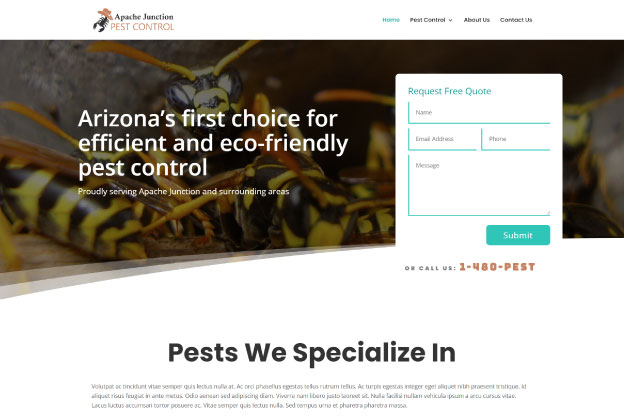 Apache Junction
PEST CONTROL
Home Pest Control About Us Contact Us
Request Free Quote
Name
Arizona's first choice for
efficient and eco-friendly
pest control
Email Address Phone
Message
Proudly serving Apache Junction and surrounding areas
Submit
OR CALL US: 1-480-PEST
Pests We Specialize In
Volutpat ac tincidunt vitae semper quis lectus nulla at. Ac orci phasellus egestas tellus rutrum tellus. Ac turpis egestas integer eget aliquet nibh praesent tristique. Id
aliquet risus feugiat in ante metus. Odio aenean sed adipiscing diam. Viverra nam libero justo laoreet sit. Nulla facilisi nullam vehicula ipsum a arcu cursus vitae.
Lacus luctus accumsan tortor posuere ac. Vitae semper quis lectus nulla. Sed tempus urna et pharetra pharetra massa.